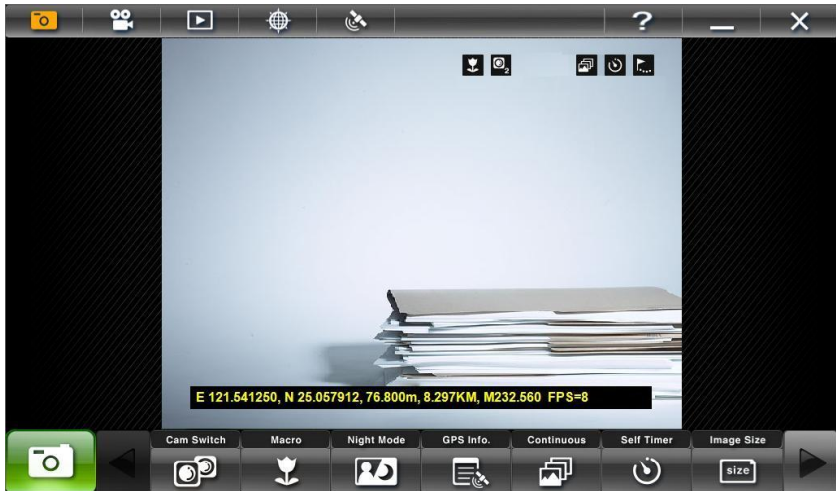 ?
2
E 121.541250, N 25.057912, 76.800m, 8.297KM, M232.560 FPS=8
Cam Switch Macro Night Mode GPS Info. Continuous Self Timer Image Size
size